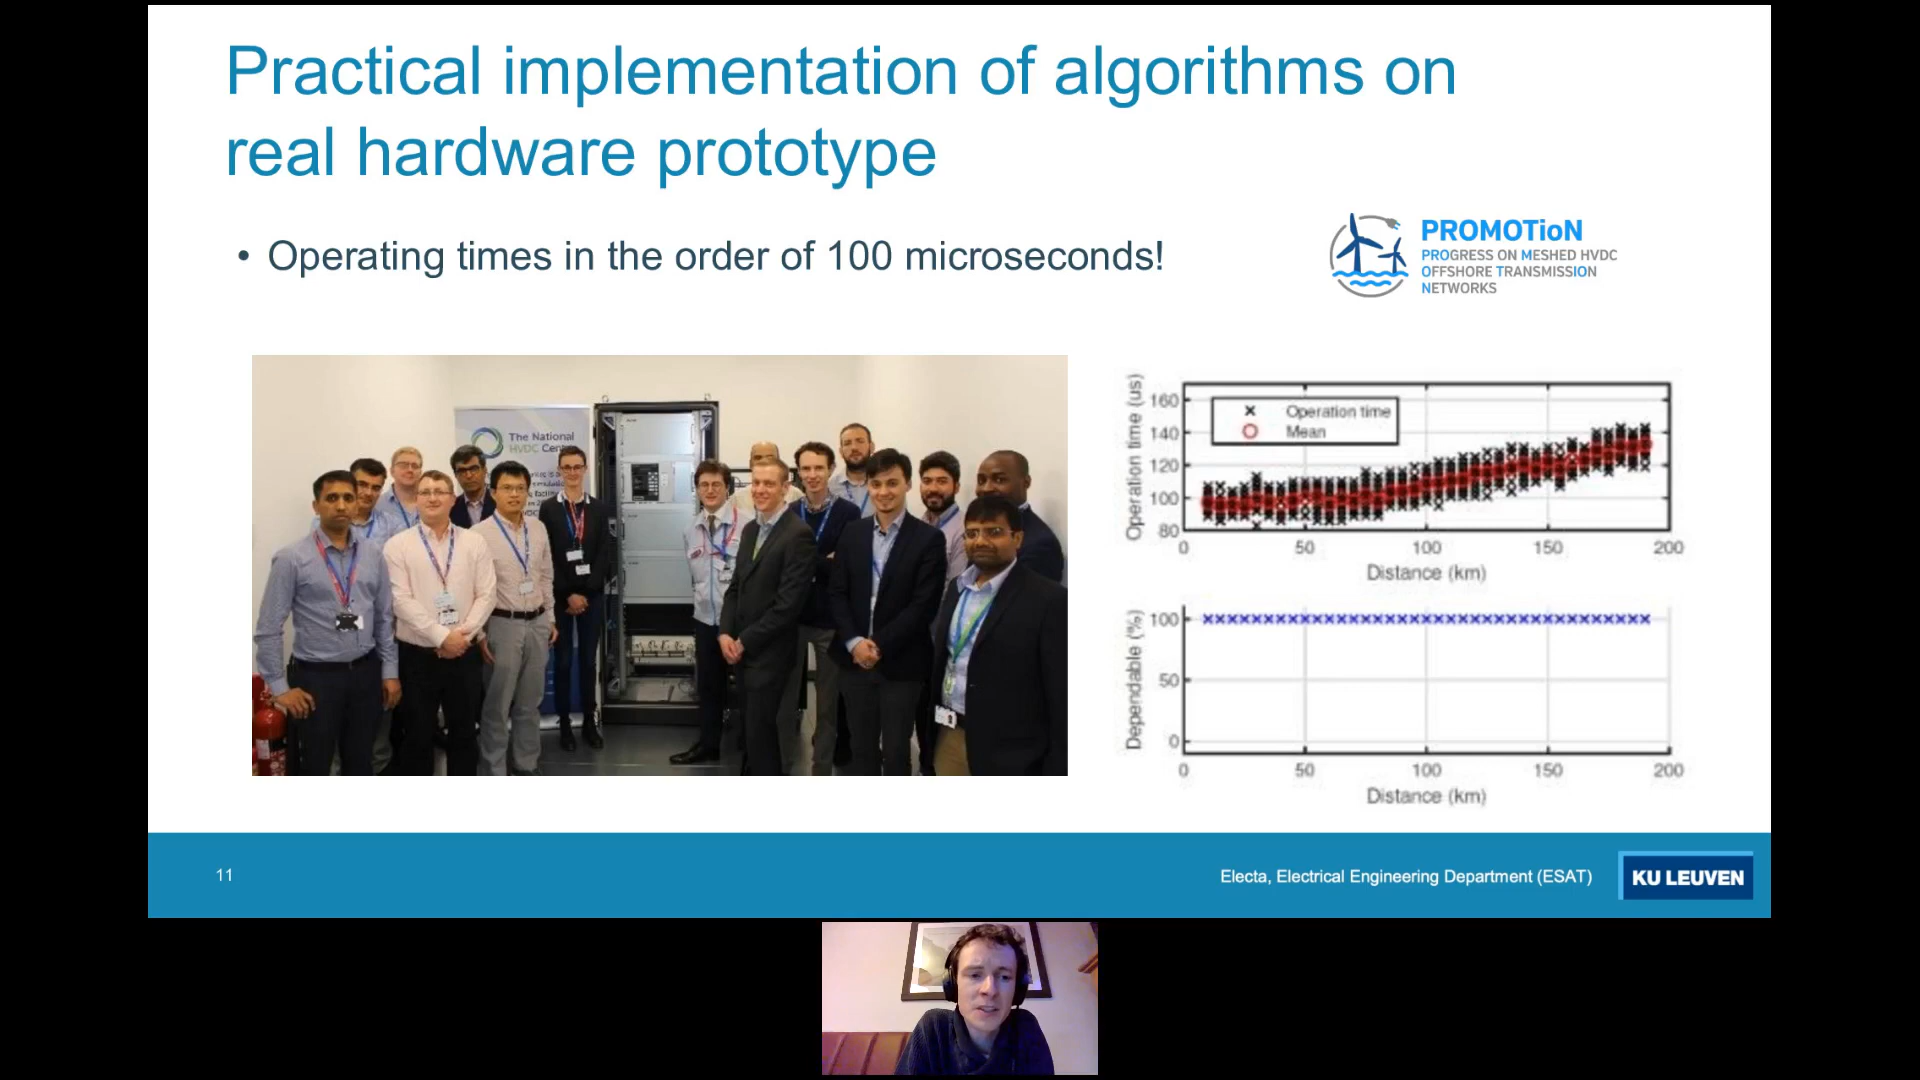 Practical implementation of algorithms on
real hardware prototype
• Operating times in the order of 100 microseconds!
PROMOTioN
PROGRESS ON MESHED HVDC
OFFSHORE TRANSMISSION
NETWORKS
The National
HVDC
Operation time (us)
160
140
120
100
80
Operation time
Mean
0 50 100 150 200
Distance (km)
Dependable (%)
100
50
0
0 50 100 150 200
Distance (km)
11
Electa, Electrical Engineering Department (ESAT)
KU LEUVEN